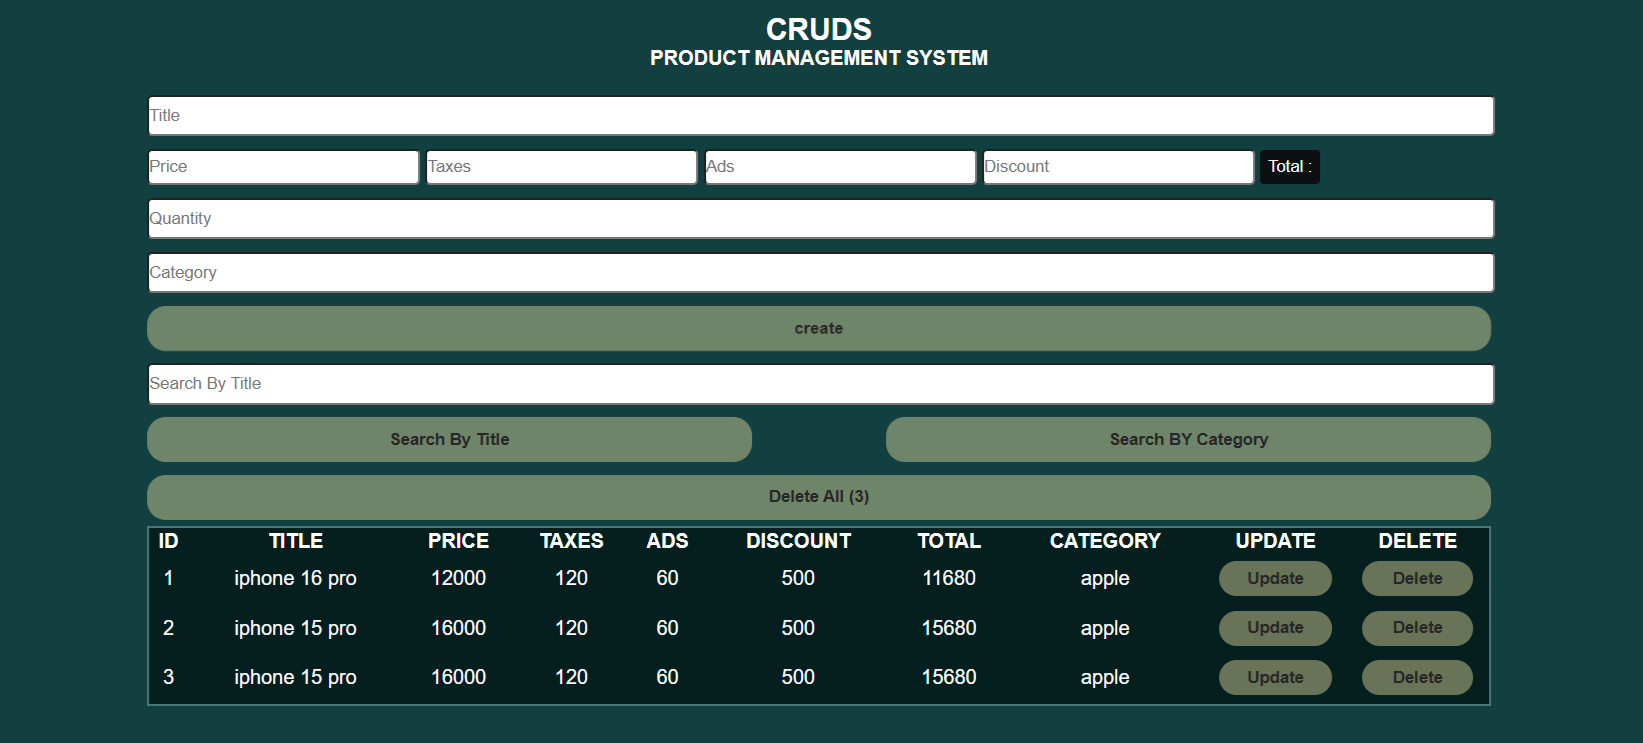 CRUDS
PRODUCT MANAGEMENT SYSTEM
Title
Price Taxes Ads Discount Total :
Quantity
Category
create
Search By Title
Search By Title Search BY Category
Delete All (3)
ID TITLE PRICE TAXES ADS DISCOUNT TOTAL CATEGORY UPDATE DELETE
1 iphone 16 pro 12000 120 60 500 11680 apple Update Delete
2 iphone 15 pro 16000 120 60 500 15680 apple Update Delete
3 iphone 15 pro 16000 120 60 500 15680 apple Update Delete